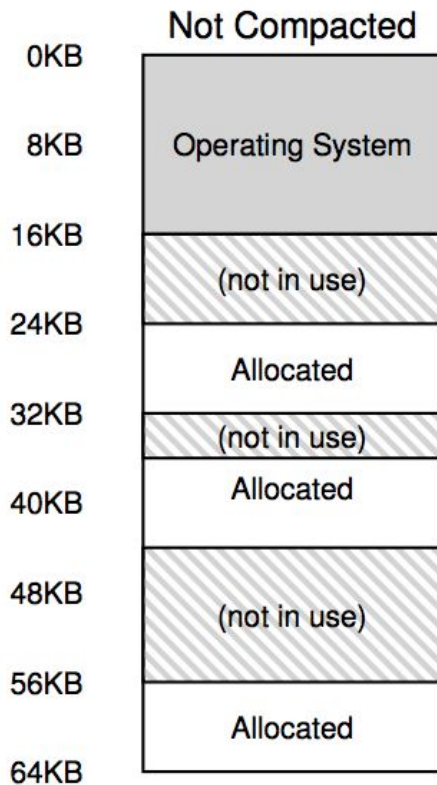 Not Compacted
0KB
8KB
Operating System
16KB
(not in use)
24KB
Allocated
32KB
(not in use)
Allocated
40KB
48KB
(not in use)
56KB
Allocated
64KB